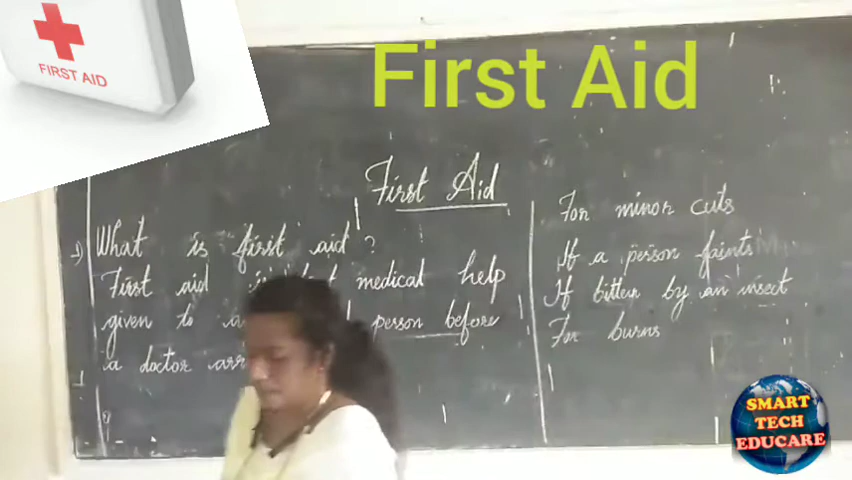 FIRST AID
First Aid
First Aid
1) What is first aid ?
First aid medical help
given to a person before
a doctor
For minor cuts
If a person faints
If bitten by an insect
For burns
SMART
TECH
EDUCARE